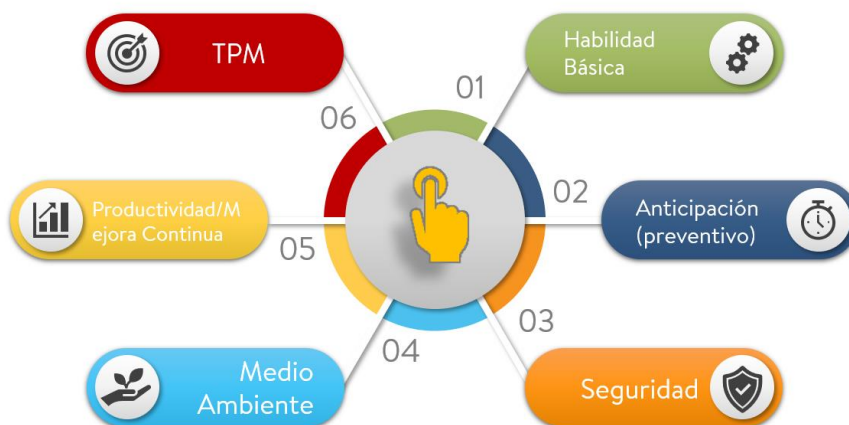 TPM
Habilidad
Básica
01
06
02
Productividad/M
ejora Continua
Anticipación
(preventivo)
05
03
04
Medio
Ambiente
Seguridad